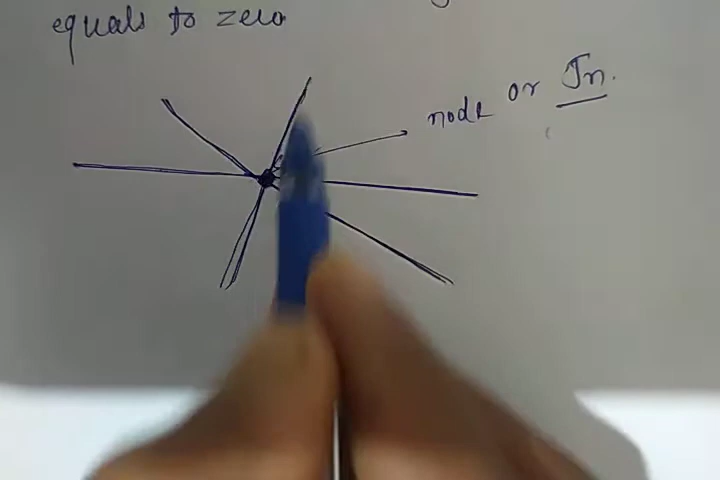 equals to zero
node or Jn.